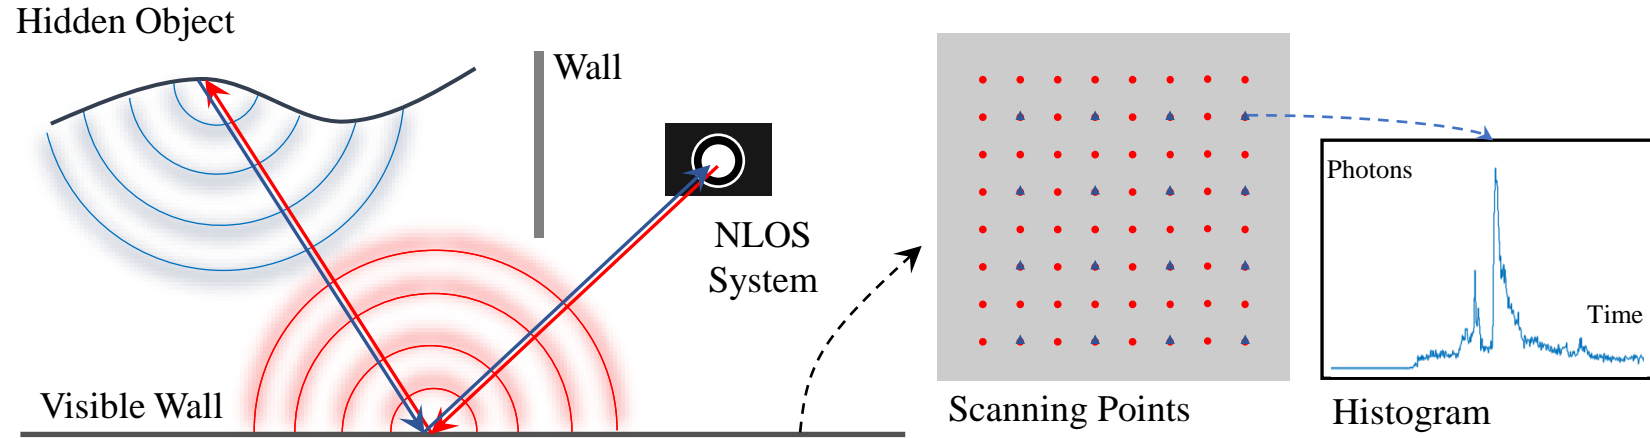 Hidden Object
Wall
NLOS
System
Visible Wall
Scanning Points
Photons
Time
Histogram